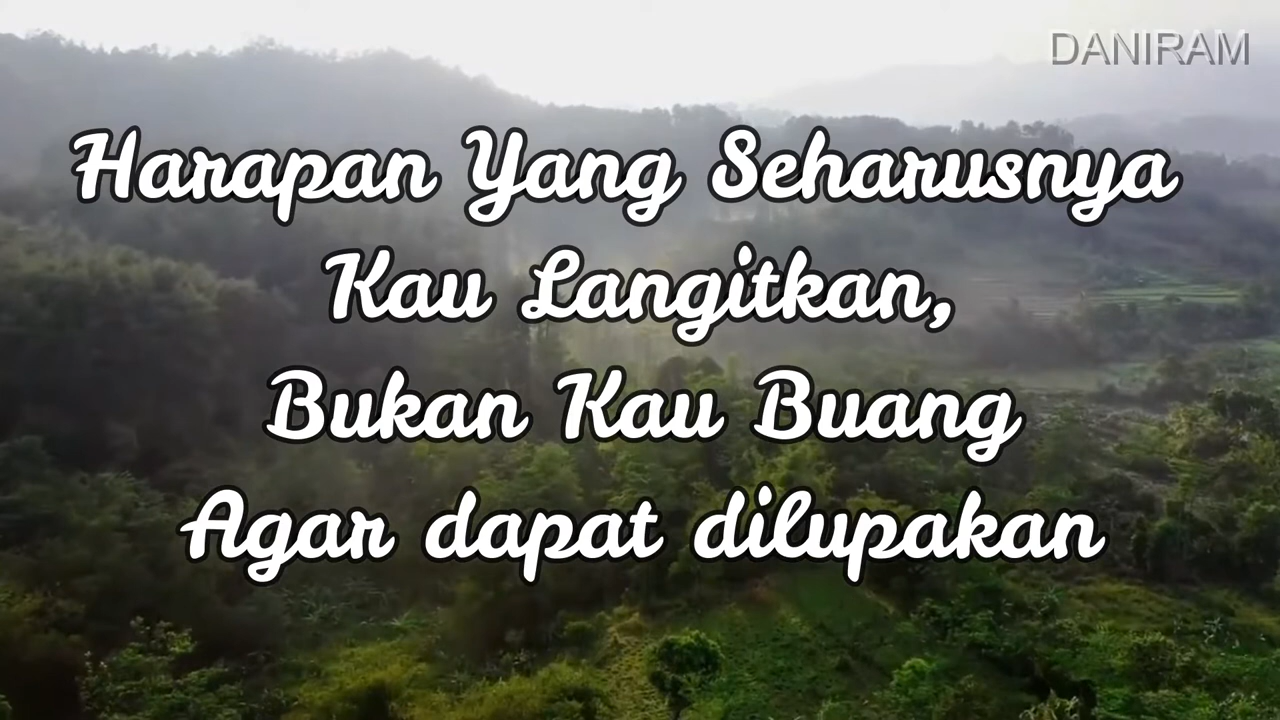 DANIRAM
Harapan Yang Seharusnya
Kau Langitkan,
Bukan Kau Buang
Agar dapat dilupakan